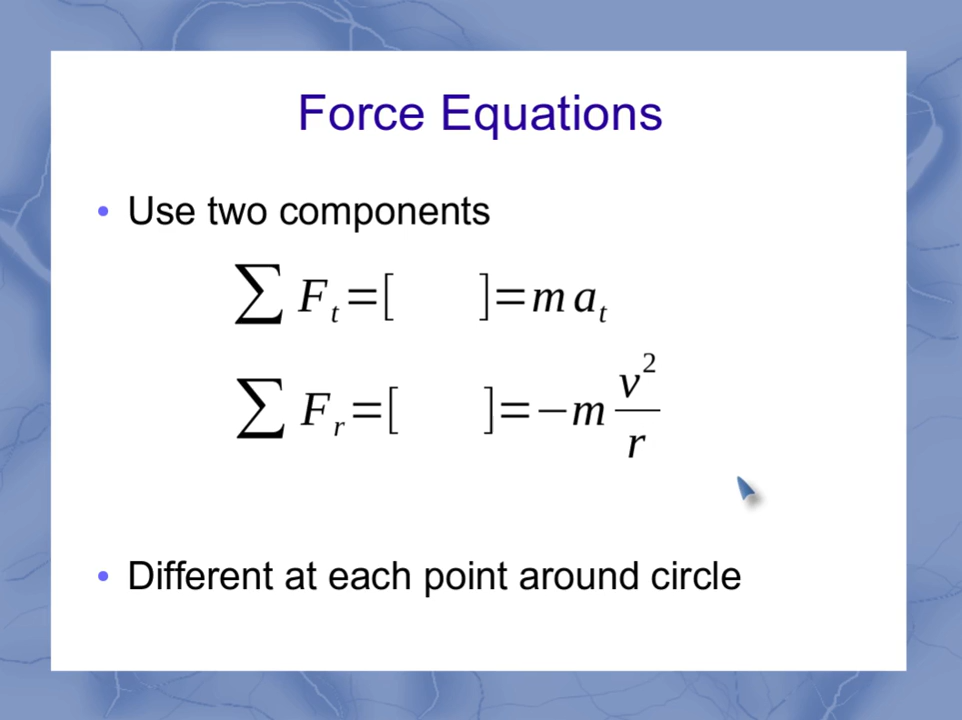 Force Equations
• Use two components
∑ F_t = [ ] = m a_t
∑ F_r = [ ] = −m v²/r
• Different at each point around circle